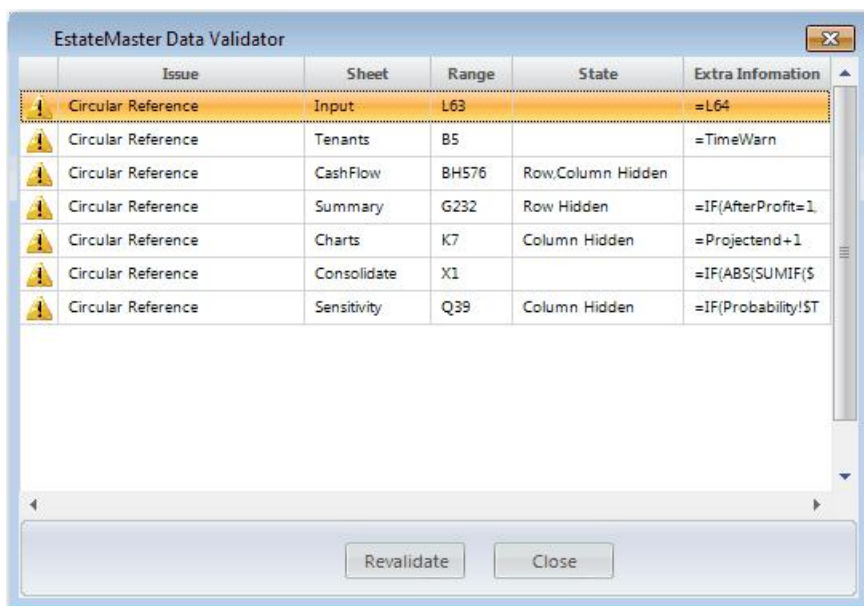 EstateMaster Data Validator
Issue Sheet Range State Extra Infomation
Circular Reference Input L63 =L64
Circular Reference Tenants B5 =TimeWarn
Circular Reference CashFlow BH576 Row,Column Hidden
Circular Reference Summary G232 Row Hidden =IF(AfterProfit=1,
Circular Reference Charts K7 Column Hidden =Projectend+1
Circular Reference Consolidate X1 =IF(ABS(SUMIF($
Circular Reference Sensitivity Q39 Column Hidden =IF(Probability!$T
Revalidate Close